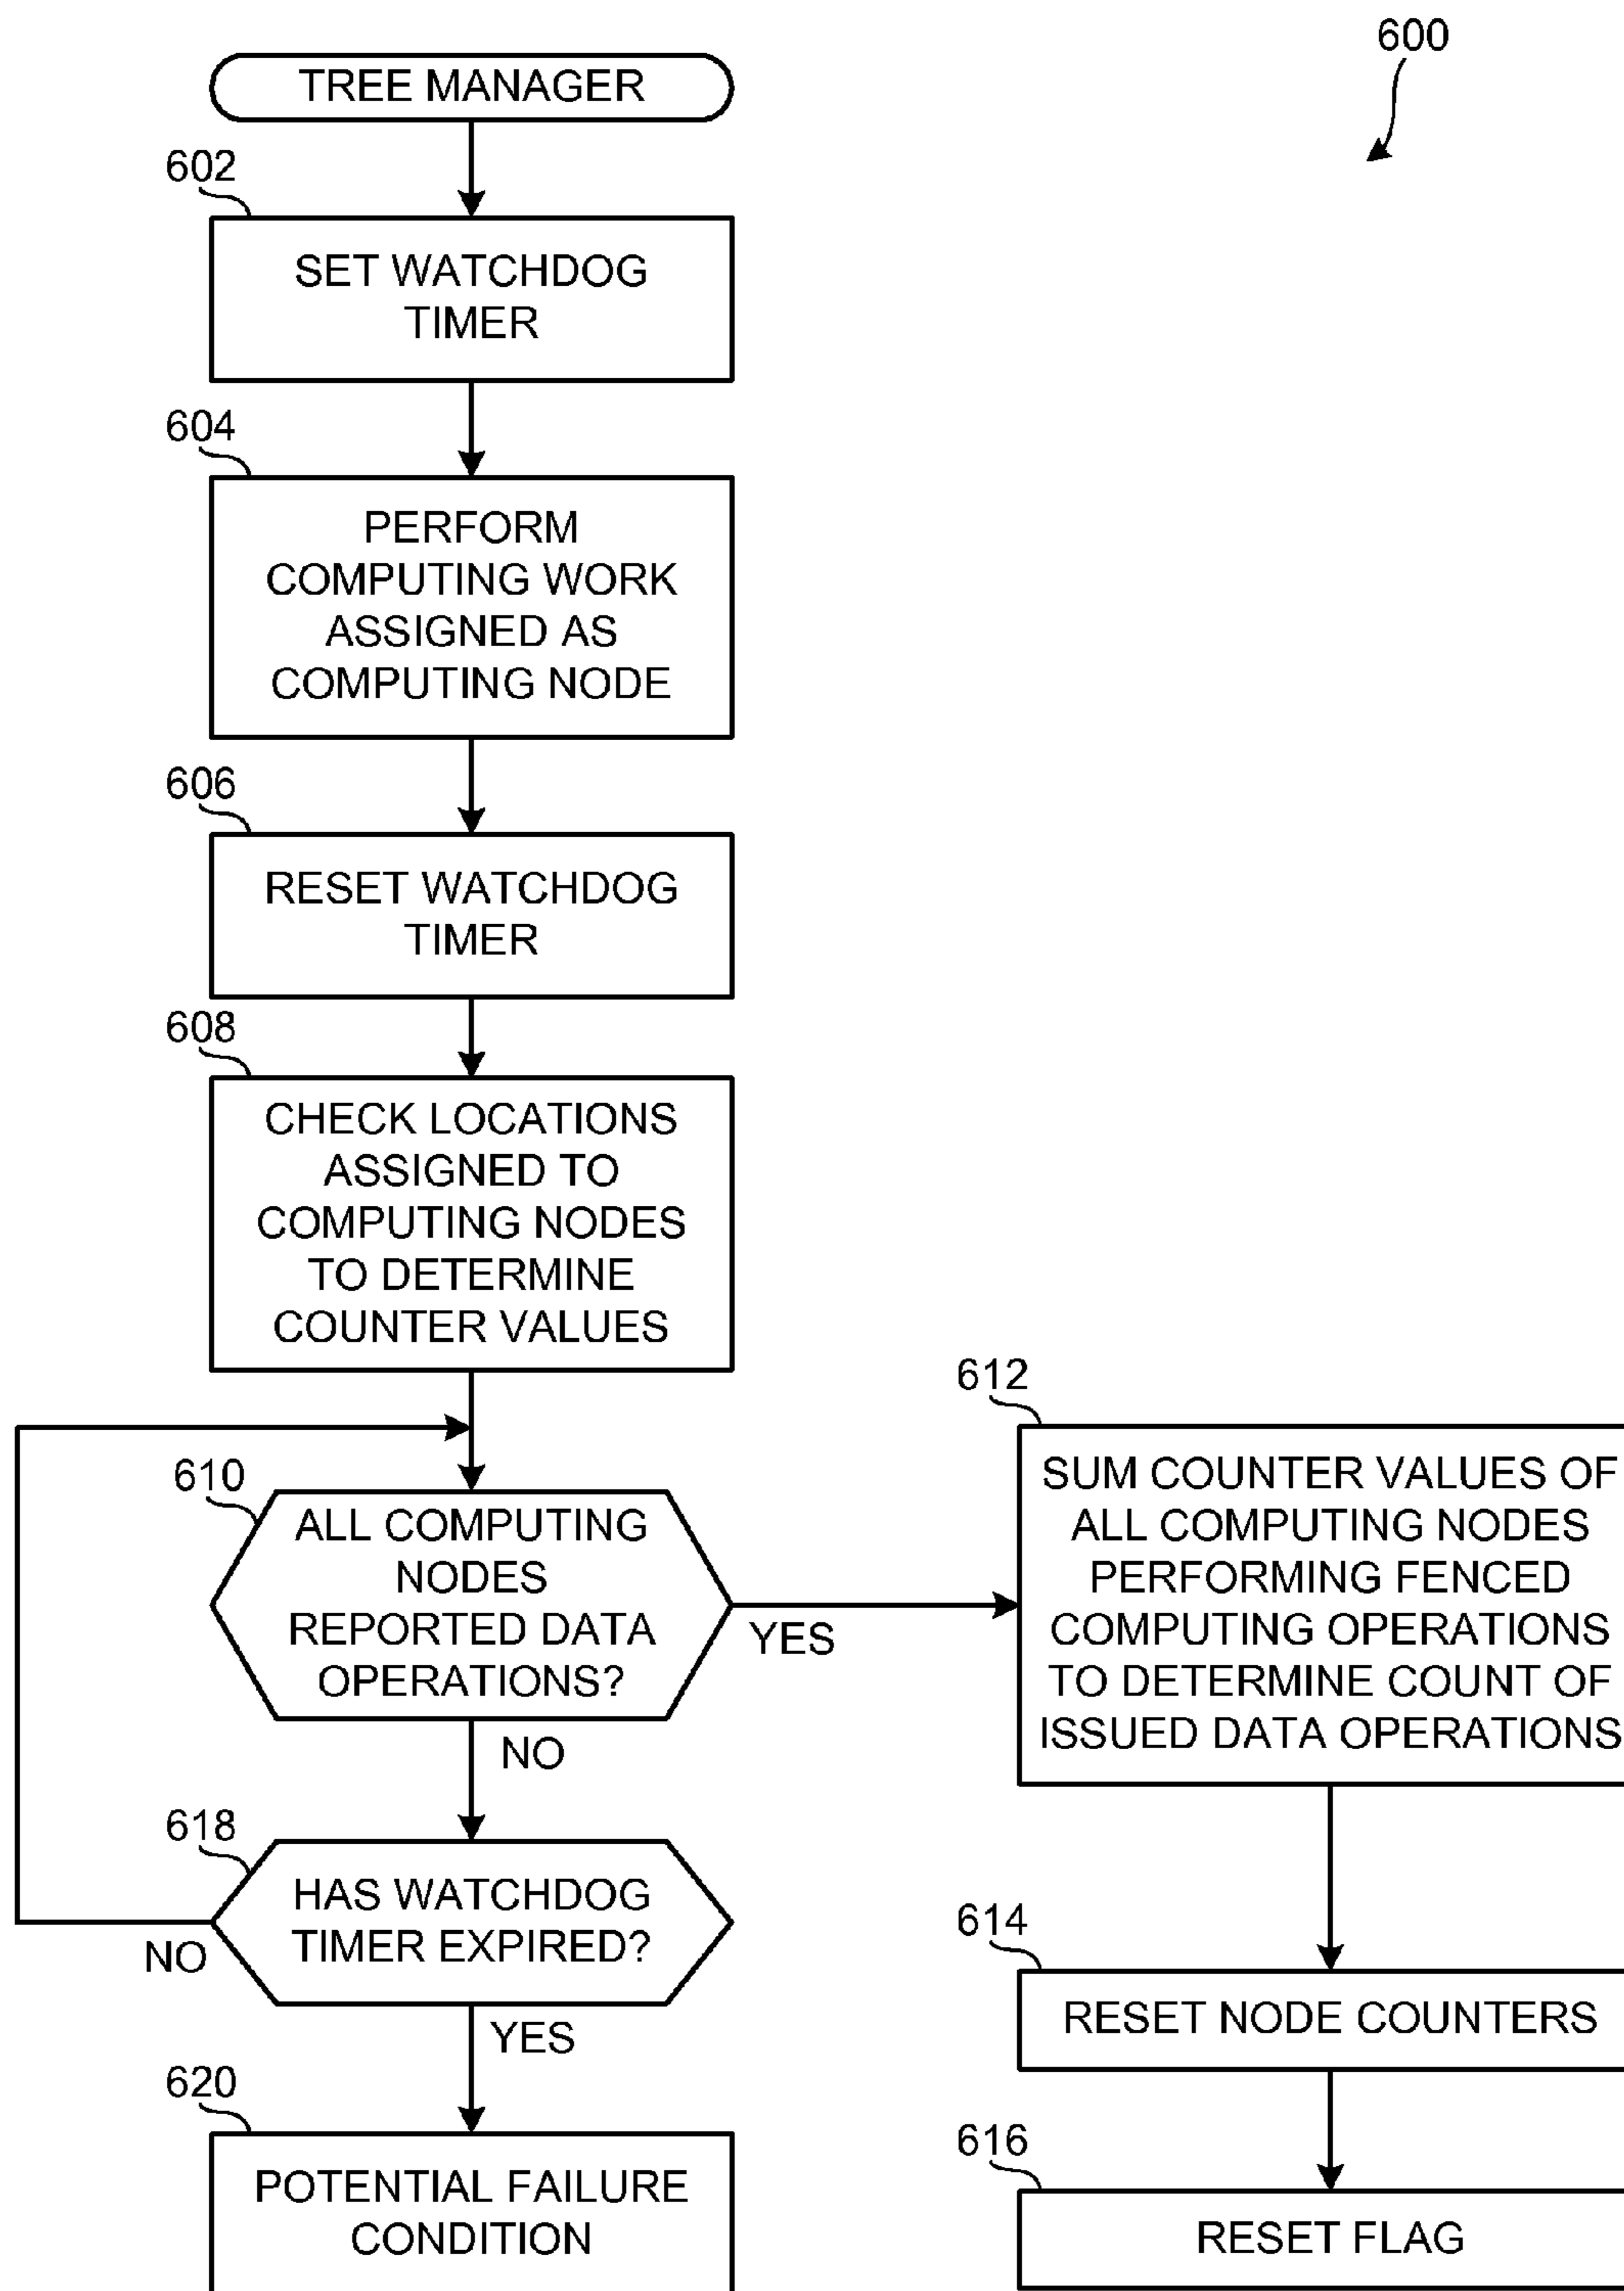 600
TREE MANAGER
602
SET WATCHDOG
TIMER
604
PERFORM
COMPUTING WORK
ASSIGNED AS
COMPUTING NODE
606
RESET WATCHDOG
TIMER
608
CHECK LOCATIONS
ASSIGNED TO
COMPUTING NODES
TO DETERMINE
COUNTER VALUES
610
ALL COMPUTING
NODES
REPORTED DATA
OPERATIONS?
YES
NO
612
SUM COUNTER VALUES OF
ALL COMPUTING NODES
PERFORMING FENCED
COMPUTING OPERATIONS
TO DETERMINE COUNT OF
ISSUED DATA OPERATIONS
618
HAS WATCHDOG
TIMER EXPIRED?
NO
YES
614
RESET NODE COUNTERS
620
POTENTIAL FAILURE
CONDITION
616
RESET FLAG